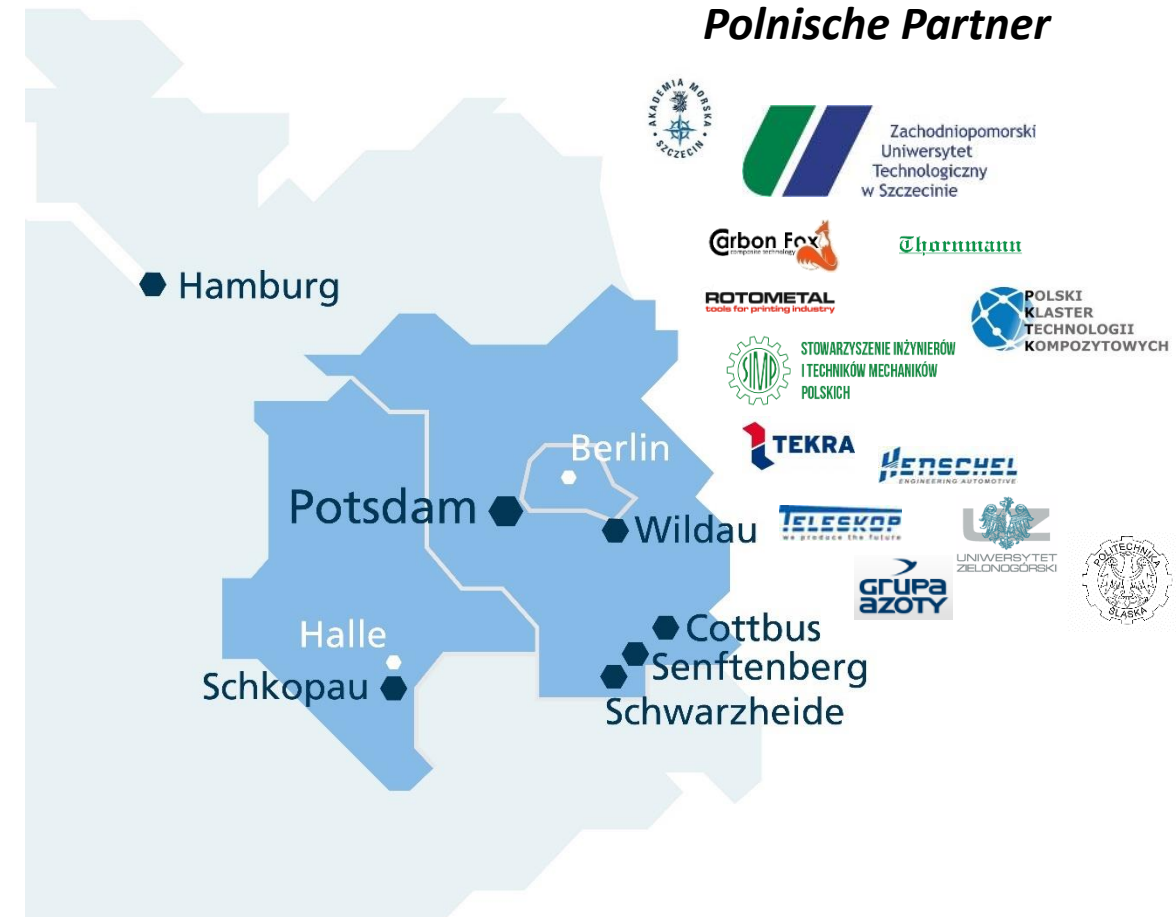 Polnische Partner
AKADEMIA MORSKA
SZCZECIN
Zachodniopomorski
Uniwersytet
Technologiczny
w Szczecinie
Carbon Fox
composite technology
Thornmann
ROTOMETAL
tools for printing industry
POLSKI
KLASTER
TECHNOLOGII
KOMPOZYTOWYCH
SIMP
STOWARZYSZENIE INŻYNIERÓW
I TECHNIKÓW MECHANIKÓW
POLSKICH
TEKRA
HENSCHEL
ENGINEERING AUTOMOTIVE
TELESKOP
we produce the future
UZ
UNIWERSYTET
ZIELONOGÓRSKI
GRUPA
AZOTY
POLITECHNIKA
ŚLĄSKA
Hamburg
Berlin
Potsdam
Wildau
Halle
Schkopau
Cottbus
Senftenberg
Schwarzheide